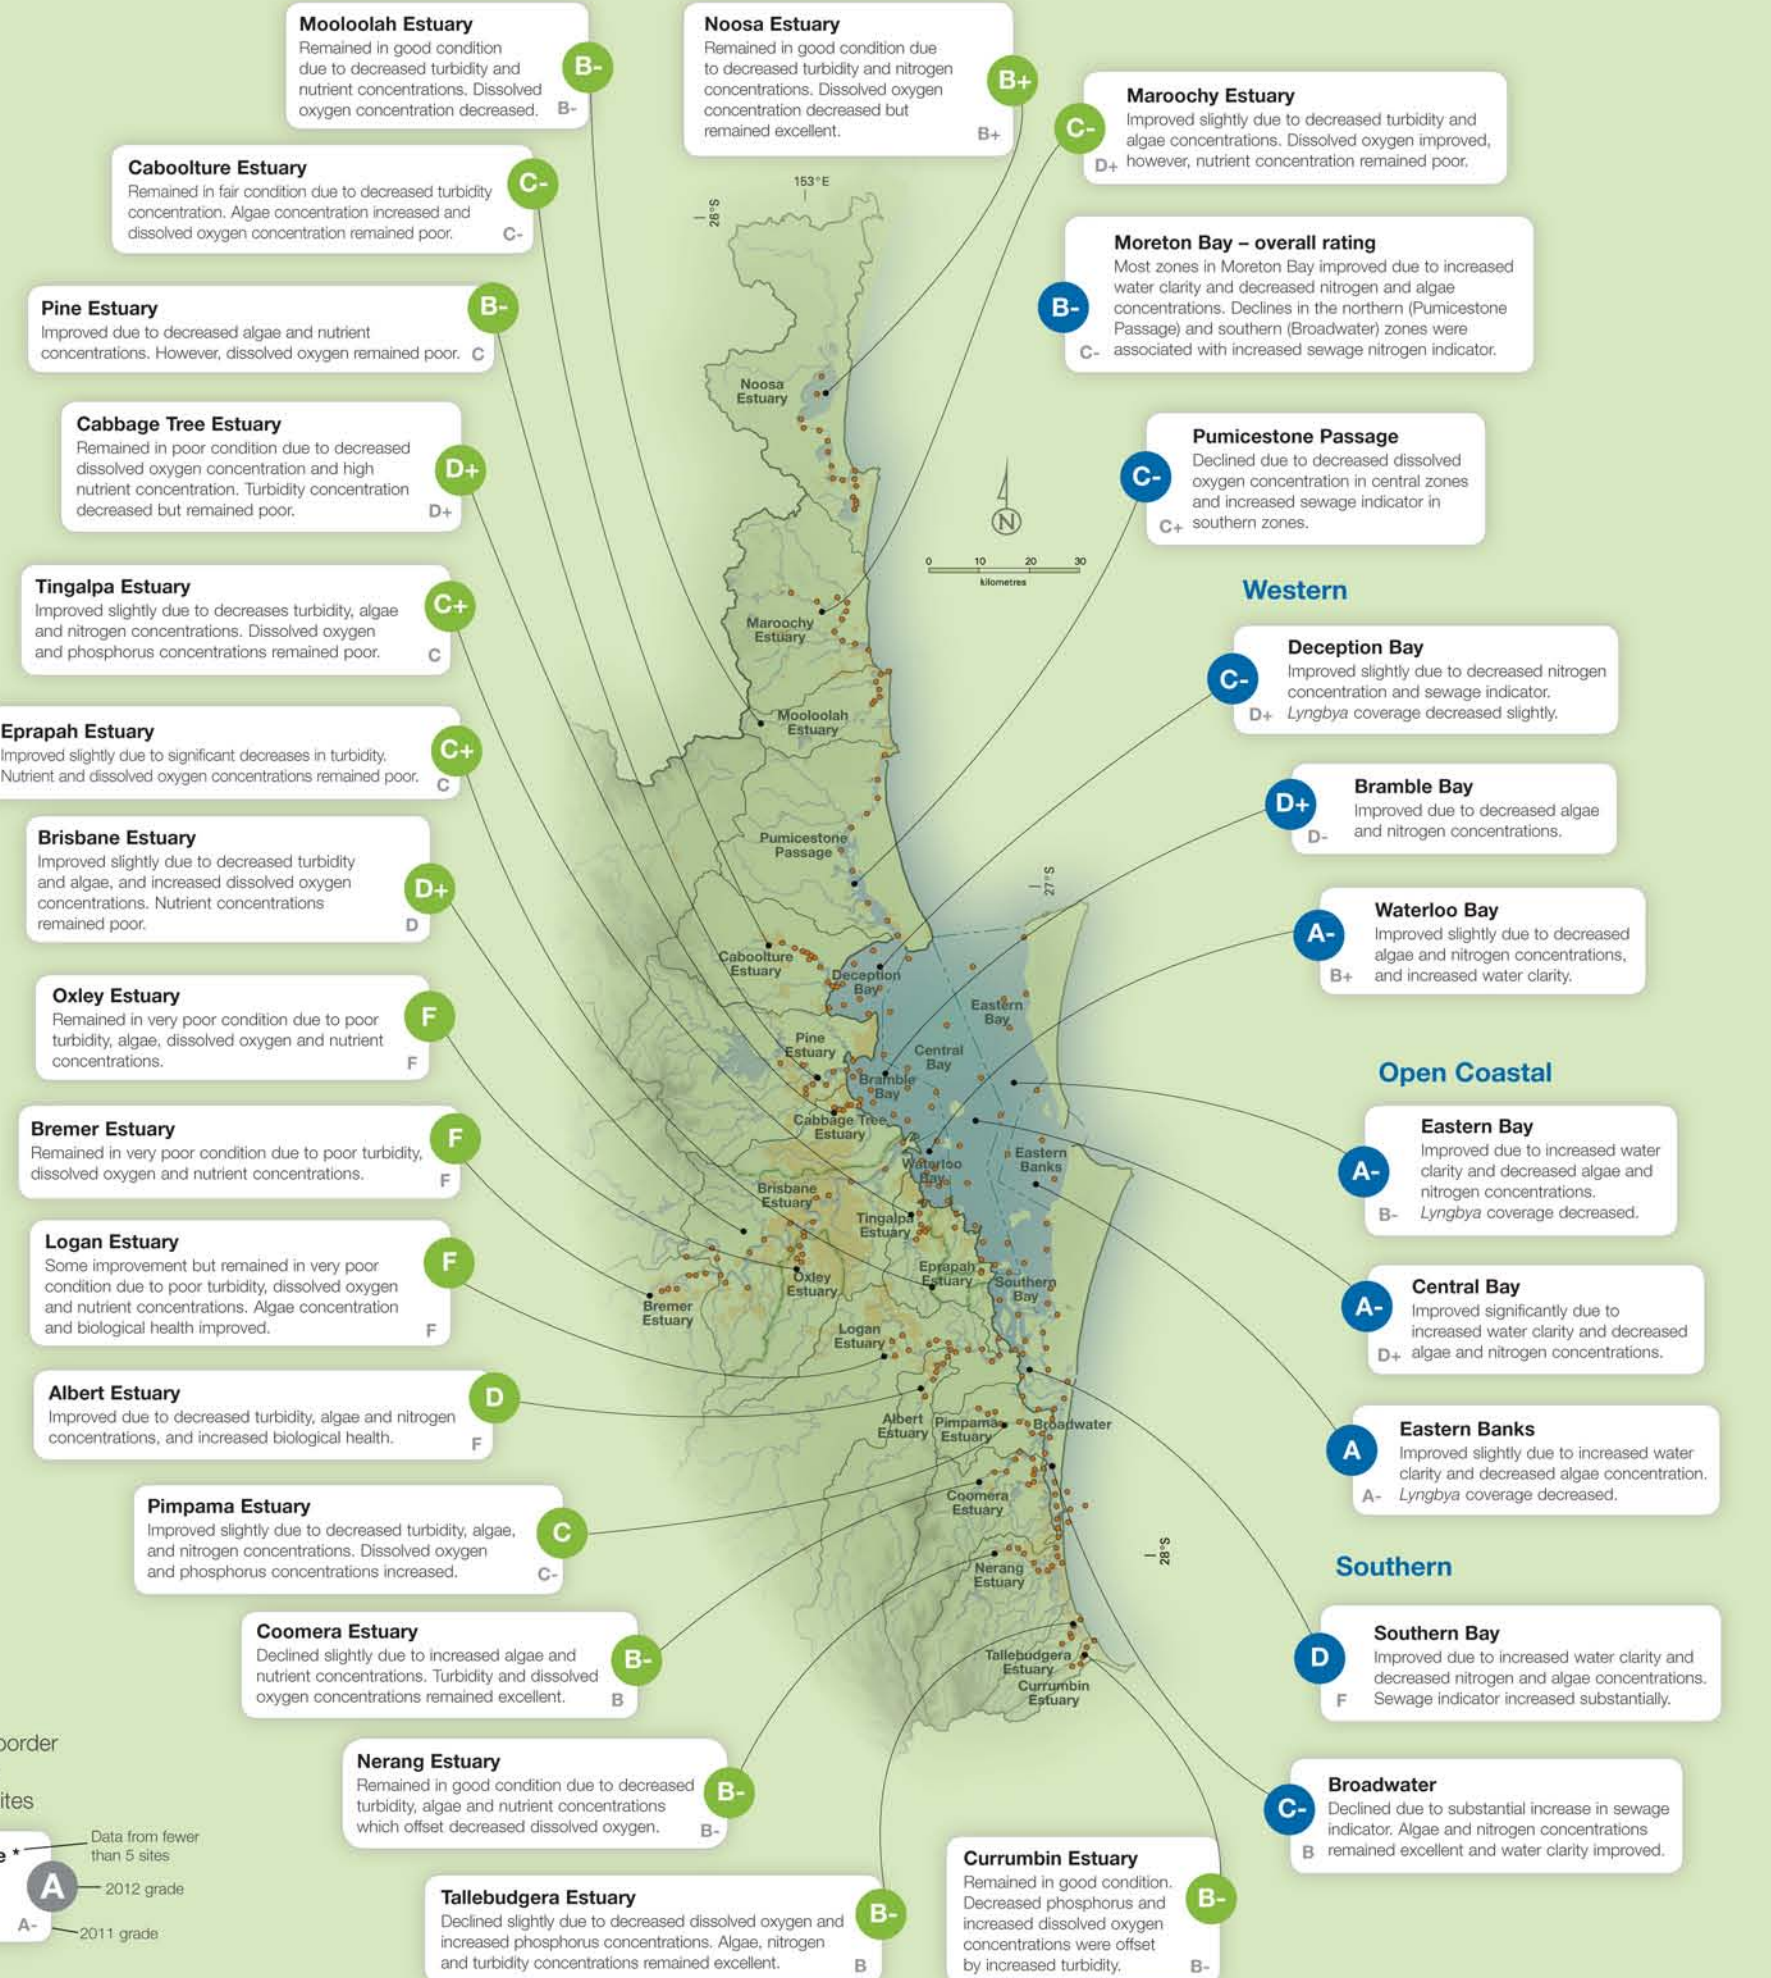 Mooloolah Estuary
Remained in good condition
due to decreased turbidity and
nutrient concentrations. Dissolved
oxygen concentration decreased.
B-
B-
Noosa Estuary
Remained in good condition due
to decreased turbidity and nitrogen
concentrations. Dissolved oxygen
concentration decreased but
remained excellent.
B+
B+
Maroochy Estuary
Improved slightly due to decreased turbidity and
algae concentrations. Dissolved oxygen improved,
however, nutrient concentration remained poor.
C-
D+
Caboolture Estuary
Remained in fair condition due to decreased turbidity
concentration. Algae concentration increased and
dissolved oxygen concentration remained poor.
C-
C-
Moreton Bay – overall rating
Most zones in Moreton Bay improved due to increased
water clarity and decreased nitrogen and algae
concentrations. Declines in the northern (Pumicestone
Passage) and southern (Broadwater) zones were
associated with increased sewage nitrogen indicator.
B-
C-
Pine Estuary
Improved due to decreased algae and nutrient
concentrations. However, dissolved oxygen remained poor.
B-
C
Cabbage Tree Estuary
Remained in poor condition due to decreased
dissolved oxygen concentration and high
nutrient concentration. Turbidity concentration
decreased but remained poor.
D+
D+
Pumicestone Passage
Declined due to decreased dissolved
oxygen concentration in central zones
and increased sewage indicator in
southern zones.
C-
C+
Tingalpa Estuary
Improved slightly due to decreases turbidity, algae
and nitrogen concentrations. Dissolved oxygen
and phosphorus concentrations remained poor.
C+
C
Western
Deception Bay
Improved slightly due to decreased nitrogen
concentration and sewage indicator.
Lyngbya coverage decreased slightly.
C-
D+
Eprapah Estuary
Improved slightly due to significant decreases in turbidity.
Nutrient and dissolved oxygen concentrations remained poor.
C+
C
Bramble Bay
Improved due to decreased algae
and nitrogen concentrations.
D+
D-
Brisbane Estuary
Improved slightly due to decreased turbidity
and algae, and increased dissolved oxygen
concentrations. Nutrient concentrations
remained poor.
D+
D
Waterloo Bay
Improved slightly due to decreased
algae and nitrogen concentrations,
and increased water clarity.
A-
B+
Oxley Estuary
Remained in very poor condition due to poor
turbidity, algae, dissolved oxygen and nutrient
concentrations.
F
F
Open Coastal
Eastern Bay
Improved due to increased water
clarity and decreased algae and
nitrogen concentrations.
Lyngbya coverage decreased.
A-
B-
Bremer Estuary
Remained in very poor condition due to poor turbidity,
dissolved oxygen and nutrient concentrations.
F
F
Central Bay
Improved significantly due to
increased water clarity and decreased
algae and nitrogen concentrations.
A-
D+
Logan Estuary
Some improvement but remained in very poor
condition due to poor turbidity, dissolved oxygen
and nutrient concentrations. Algae concentration
and biological health improved.
F
F
Eastern Banks
Improved slightly due to increased water
clarity and decreased algae concentration.
Lyngbya coverage decreased.
A
A-
Albert Estuary
Improved due to decreased turbidity, algae and nitrogen
concentrations, and increased biological health.
D
F
Pimpama Estuary
Improved slightly due to decreased turbidity, algae,
and nitrogen concentrations. Dissolved oxygen
and phosphorus concentrations increased.
C
C-
Southern
Southern Bay
Improved due to increased water clarity and
decreased nitrogen and algae concentrations.
Sewage indicator increased substantially.
D
F
Coomera Estuary
Declined slightly due to increased algae and
nutrient concentrations. Turbidity and dissolved
oxygen concentrations remained excellent.
B-
B
Nerang Estuary
Remained in good condition due to decreased
turbidity, algae and nutrient concentrations
which offset decreased dissolved oxygen.
B-
B-
Broadwater
Declined due to substantial increase in sewage
indicator. Algae and nitrogen concentrations
remained excellent and water clarity improved.
C-
B
Tallebudgera Estuary
Declined slightly due to decreased dissolved oxygen and
increased phosphorus concentrations. Algae, nitrogen
and turbidity concentrations remained excellent.
B-
B
Currumbin Estuary
Remained in good condition.
Decreased phosphorus and
increased dissolved oxygen
concentrations were offset
by increased turbidity.
B-
B-
153°E
26°S
Noosa
Estuary
N
0 10 20 30
kilometres
Maroochy
Estuary
Mooloolah
Estuary
Pumicestone
Passage
27°S
Caboolture
Estuary
Deception
Bay
Eastern
Bay
Pine
Estuary
Central
Bay
Bramble
Bay
Cabbage Tree
Estuary
Waterloo
Bay
Eastern
Banks
Brisbane
Estuary
Tingalpa
Estuary
Oxley
Estuary
Eprapah
Estuary
Southern
Bay
Bremer
Estuary
Logan
Estuary
Albert
Estuary
Pimpama
Estuary
Broadwater
Coomera
Estuary
28°S
Nerang
Estuary
Tallebudgera
Estuary
Currumbin
Estuary
border
ites
e *
Data from fewer
than 5 sites
A
2012 grade
A-
2011 grade